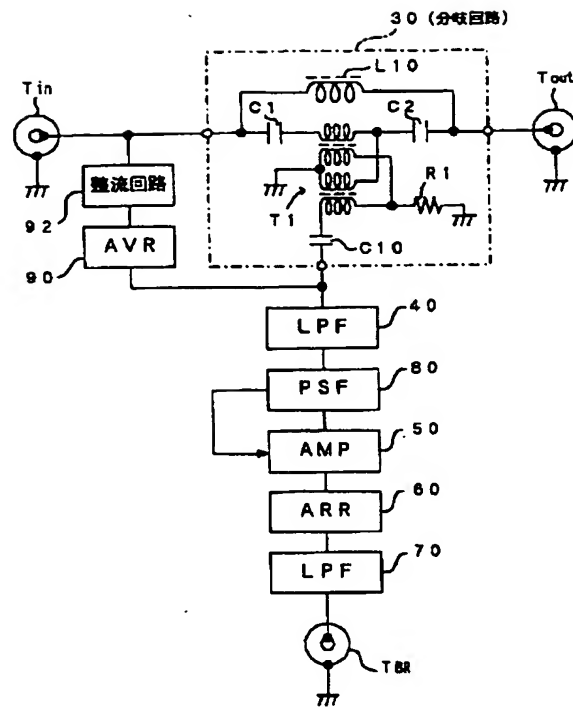 30 (分岐回路)
L10
Tin
Tout
C1
C2
整流回路
R1
92
T1
AVR
C10
90
40
LPF
80
PSF
50
AMP
60
ARR
70
LPF
TBR